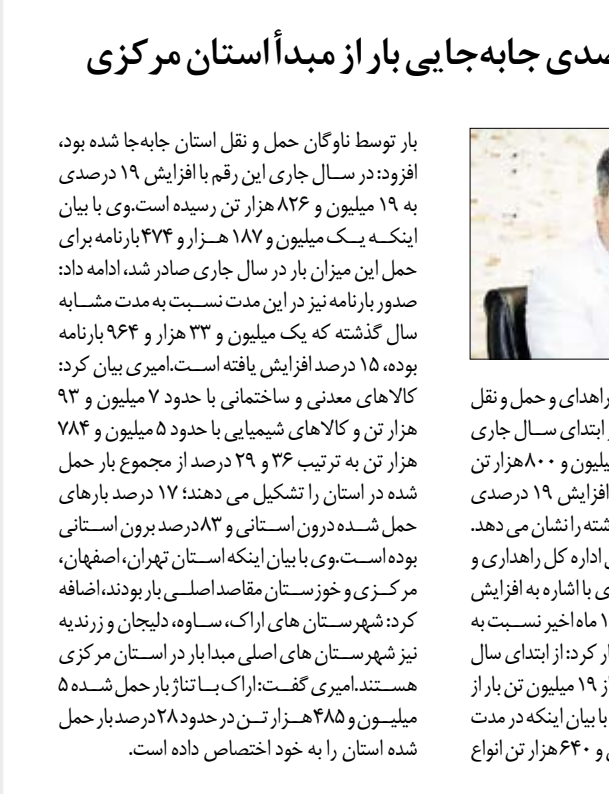 صدی جابه‌جایی بار از مبدأ استان مرکزی
راهدای و حمل و نقل
ابتدای سال جاری
میلیون و ۸۰۰ هزار تن
افزایش ۱۹ درصدی
را نشان می دهد.
اداره کل راهداری و
با اشاره به افزایش
ماه اخیر نسبت به
کرد: از ابتدای سال
۱۹ میلیون تن بار از
با بیان اینکه در مدت
و ۶۴۰ هزار تن انواع
بار توسط ناوگان حمل و نقل استان جابه‌جا شده بود،
افزود: در سال جاری این رقم با افزایش ۱۹ درصدی
به ۱۹ میلیون و ۸۲۶ هزار تن رسیده است.وی با بیان
اینکه یک میلیون و ۱۸۷ هزار و ۴۷۴ بارنامه برای
حمل این میزان بار در سال جاری صادر شد، ادامه داد:
صدور بارنامه نیز در این مدت نسبت به مدت مشابه
سال گذشته که یک میلیون و ۳۳ هزار و ۹۶۴ بارنامه
بوده، ۱۵ درصد افزایش یافته است.امیری بیان کرد:
کالاهای معدنی و ساختمانی با حدود ۷ میلیون و ۹۳
هزار تن و کالاهای شیمیایی با حدود ۵ میلیون و ۷۸۴
هزار تن به ترتیب ۳۶ و ۲۹ درصد از مجموع بار حمل
شده در استان را تشکیل می دهند؛ ۱۷ درصد بارهای
حمل شده درون استانی و ۸۳درصد برون استانی
بوده است.وی با بیان اینکه استان تهران، اصفهان،
مرکزی و خوزستان مقاصد اصلی بار بودند، اضافه
کرد: شهرستان های اراک، ساوه، دلیجان و زرندیه
نیز شهرستان های اصلی مبدا بار در استان مرکزی
هستند.امیری گفت: اراک با تناژ بار حمل شده ۵
میلیون و ۴۸۵ هزار تن در حدود ۲۸ درصد بار حمل
شده استان را به خود اختصاص داده است.